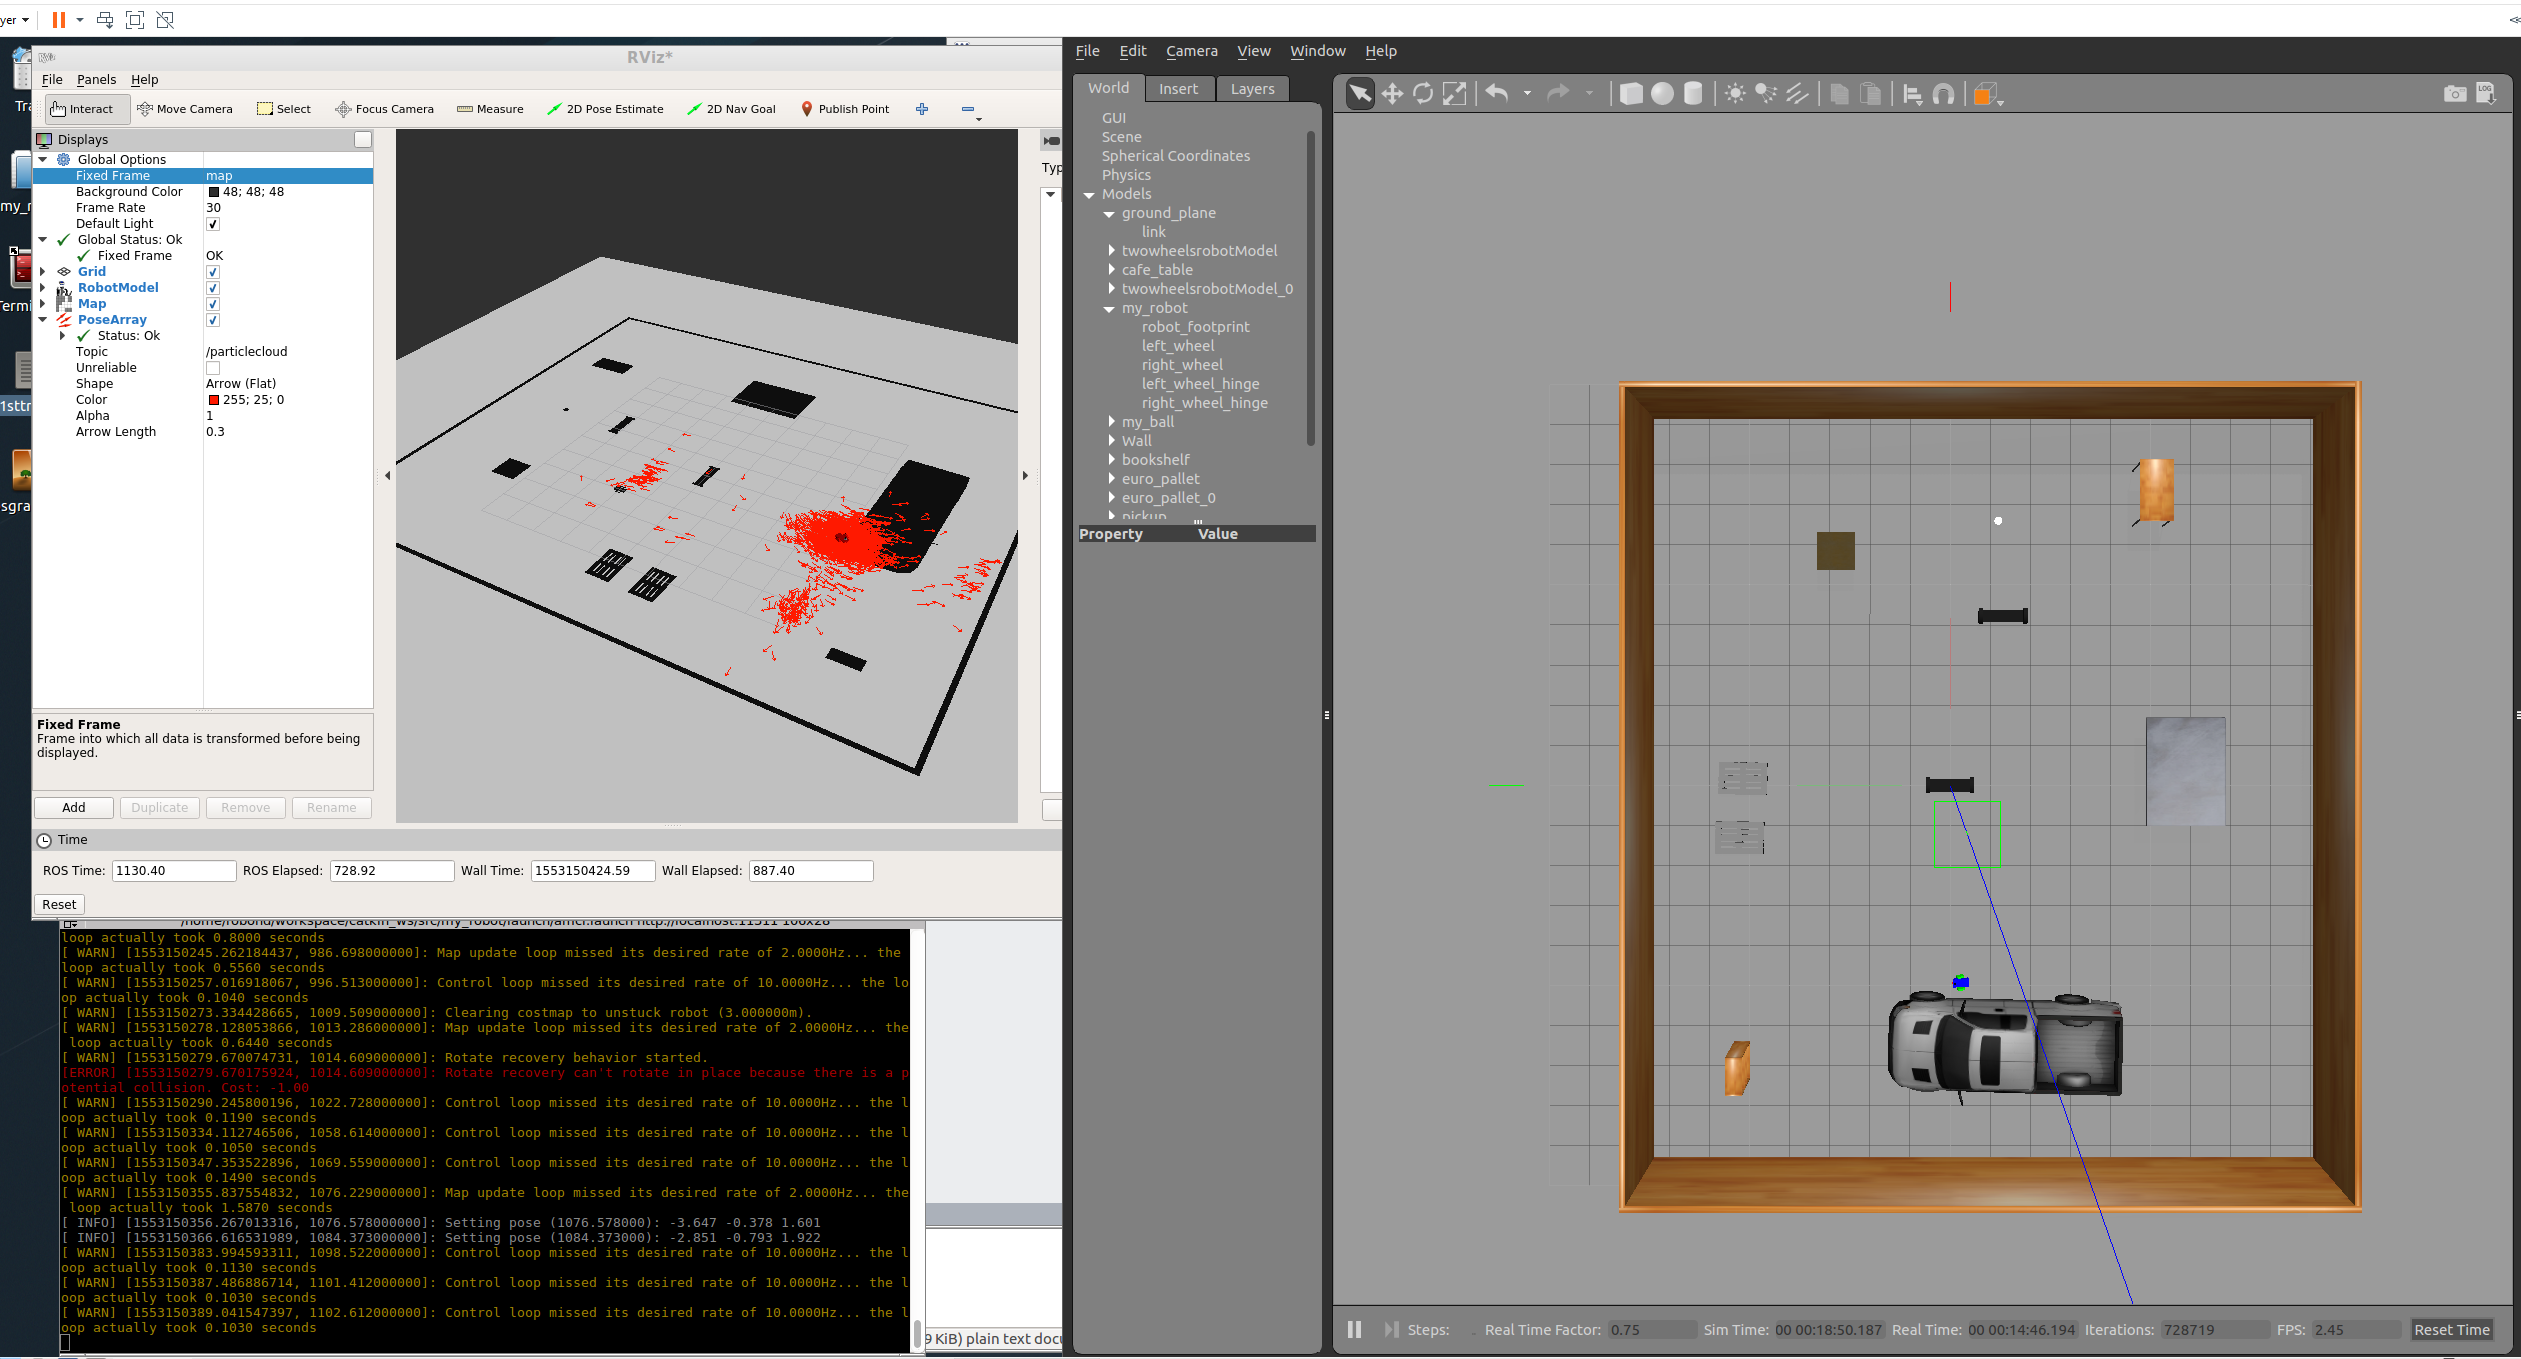 yer
RViz*
File Panels Help
Interact Move Camera Select Focus Camera Measure 2D Pose Estimate 2D Nav Goal Publish Point
Displays
Global Options
Fixed Frame map
Background Color 48; 48; 48
Frame Rate 30
Default Light
Global Status: Ok
Fixed Frame OK
Grid
RobotModel
Map
PoseArray
Status: Ok
Topic /particlecloud
Unreliable
Shape Arrow (Flat)
Color 255; 25; 0
Alpha 1
Arrow Length 0.3
Fixed Frame
Frame into which all data is transformed before being
displayed.
Add Duplicate Remove Rename
Time
ROS Time: 1130.40 ROS Elapsed: 728.92 Wall Time: 1553150424.59 Wall Elapsed: 887.40
Reset
Typ
/home/robond/workspace/catkin_ws/src/my_robot/launch/amcl.launch http://localhost:11311 106x28
loop actually took 0.8000 seconds
[ WARN] [1553150245.262184437, 986.698000000]: Map update loop missed its desired rate of 2.0000Hz... the
loop actually took 0.5560 seconds
[ WARN] [1553150257.016918067, 996.513000000]: Control loop missed its desired rate of 10.0000Hz... the lo
op actually took 0.1040 seconds
[ WARN] [1553150273.334428665, 1009.509000000]: Clearing costmap to unstuck robot (3.000000m).
[ WARN] [1553150278.128053866, 1013.286000000]: Map update loop missed its desired rate of 2.0000Hz... the
loop actually took 0.6440 seconds
[ WARN] [1553150279.670074731, 1014.609000000]: Rotate recovery behavior started.
[ERROR] [1553150279.670175924, 1014.609000000]: Rotate recovery can't rotate in place because there is a p
otential collision. Cost: -1.00
[ WARN] [1553150290.245800196, 1022.728000000]: Control loop missed its desired rate of 10.0000Hz... the l
oop actually took 0.1190 seconds
[ WARN] [1553150334.112746506, 1058.614000000]: Control loop missed its desired rate of 10.0000Hz... the l
oop actually took 0.1050 seconds
[ WARN] [1553150347.353522896, 1069.559000000]: Control loop missed its desired rate of 10.0000Hz... the l
oop actually took 0.1490 seconds
[ WARN] [1553150355.837554832, 1076.229000000]: Map update loop missed its desired rate of 2.0000Hz... the
loop actually took 1.5870 seconds
[ INFO] [1553150356.267013316, 1076.578000000]: Setting pose (1076.578000): -3.647 -0.378 1.601
[ INFO] [1553150366.616531989, 1084.373000000]: Setting pose (1084.373000): -2.851 -0.793 1.922
[ WARN] [1553150383.994593311, 1098.522000000]: Control loop missed its desired rate of 10.0000Hz... the l
oop actually took 0.1130 seconds
[ WARN] [1553150387.486886714, 1101.412000000]: Control loop missed its desired rate of 10.0000Hz... the l
oop actually took 0.1030 seconds
[ WARN] [1553150389.041547397, 1102.612000000]: Control loop missed its desired rate of 10.0000Hz... the l
oop actually took 0.1030 seconds
9 KiB) plain text docu
Tra
my_r
Termi
1sttr
sgra
File Edit Camera View Window Help
World Insert Layers
GUI
Scene
Spherical Coordinates
Physics
Models
ground_plane
link
twowheelsrobotModel
cafe_table
twowheelsrobotModel_0
my_robot
robot_footprint
left_wheel
right_wheel
left_wheel_hinge
right_wheel_hinge
my_ball
Wall
bookshelf
euro_pallet
euro_pallet_0
pickup
Property Value
LOG
Steps: Real Time Factor: 0.75 Sim Time: 00 00:18:50.187 Real Time: 00 00:14:46.194 Iterations: 728719 FPS: 2.45 Reset Time